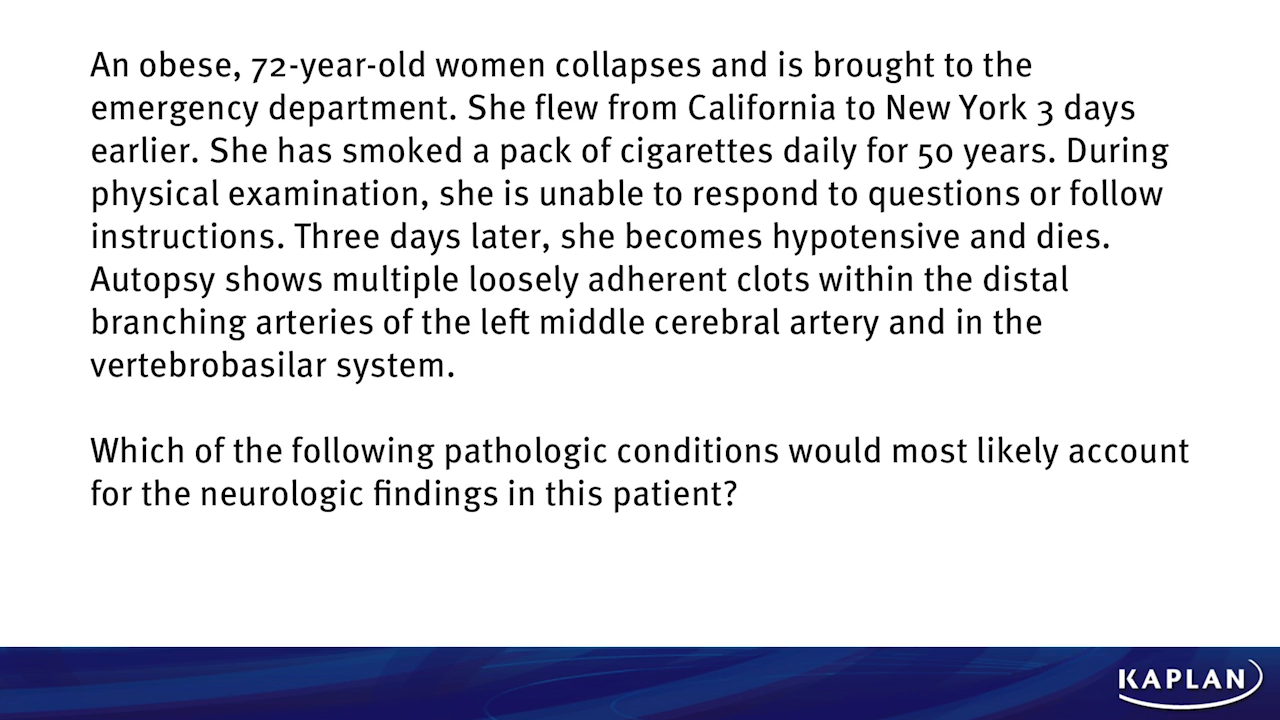 An obese, 72-year-old women collapses and is brought to the
emergency department. She flew from California to New York 3 days
earlier. She has smoked a pack of cigarettes daily for 50 years. During
physical examination, she is unable to respond to questions or follow
instructions. Three days later, she becomes hypotensive and dies.
Autopsy shows multiple loosely adherent clots within the distal
branching arteries of the left middle cerebral artery and in the
vertebrobasilar system.
Which of the following pathologic conditions would most likely account
for the neurologic findings in this patient?
KAPLAN